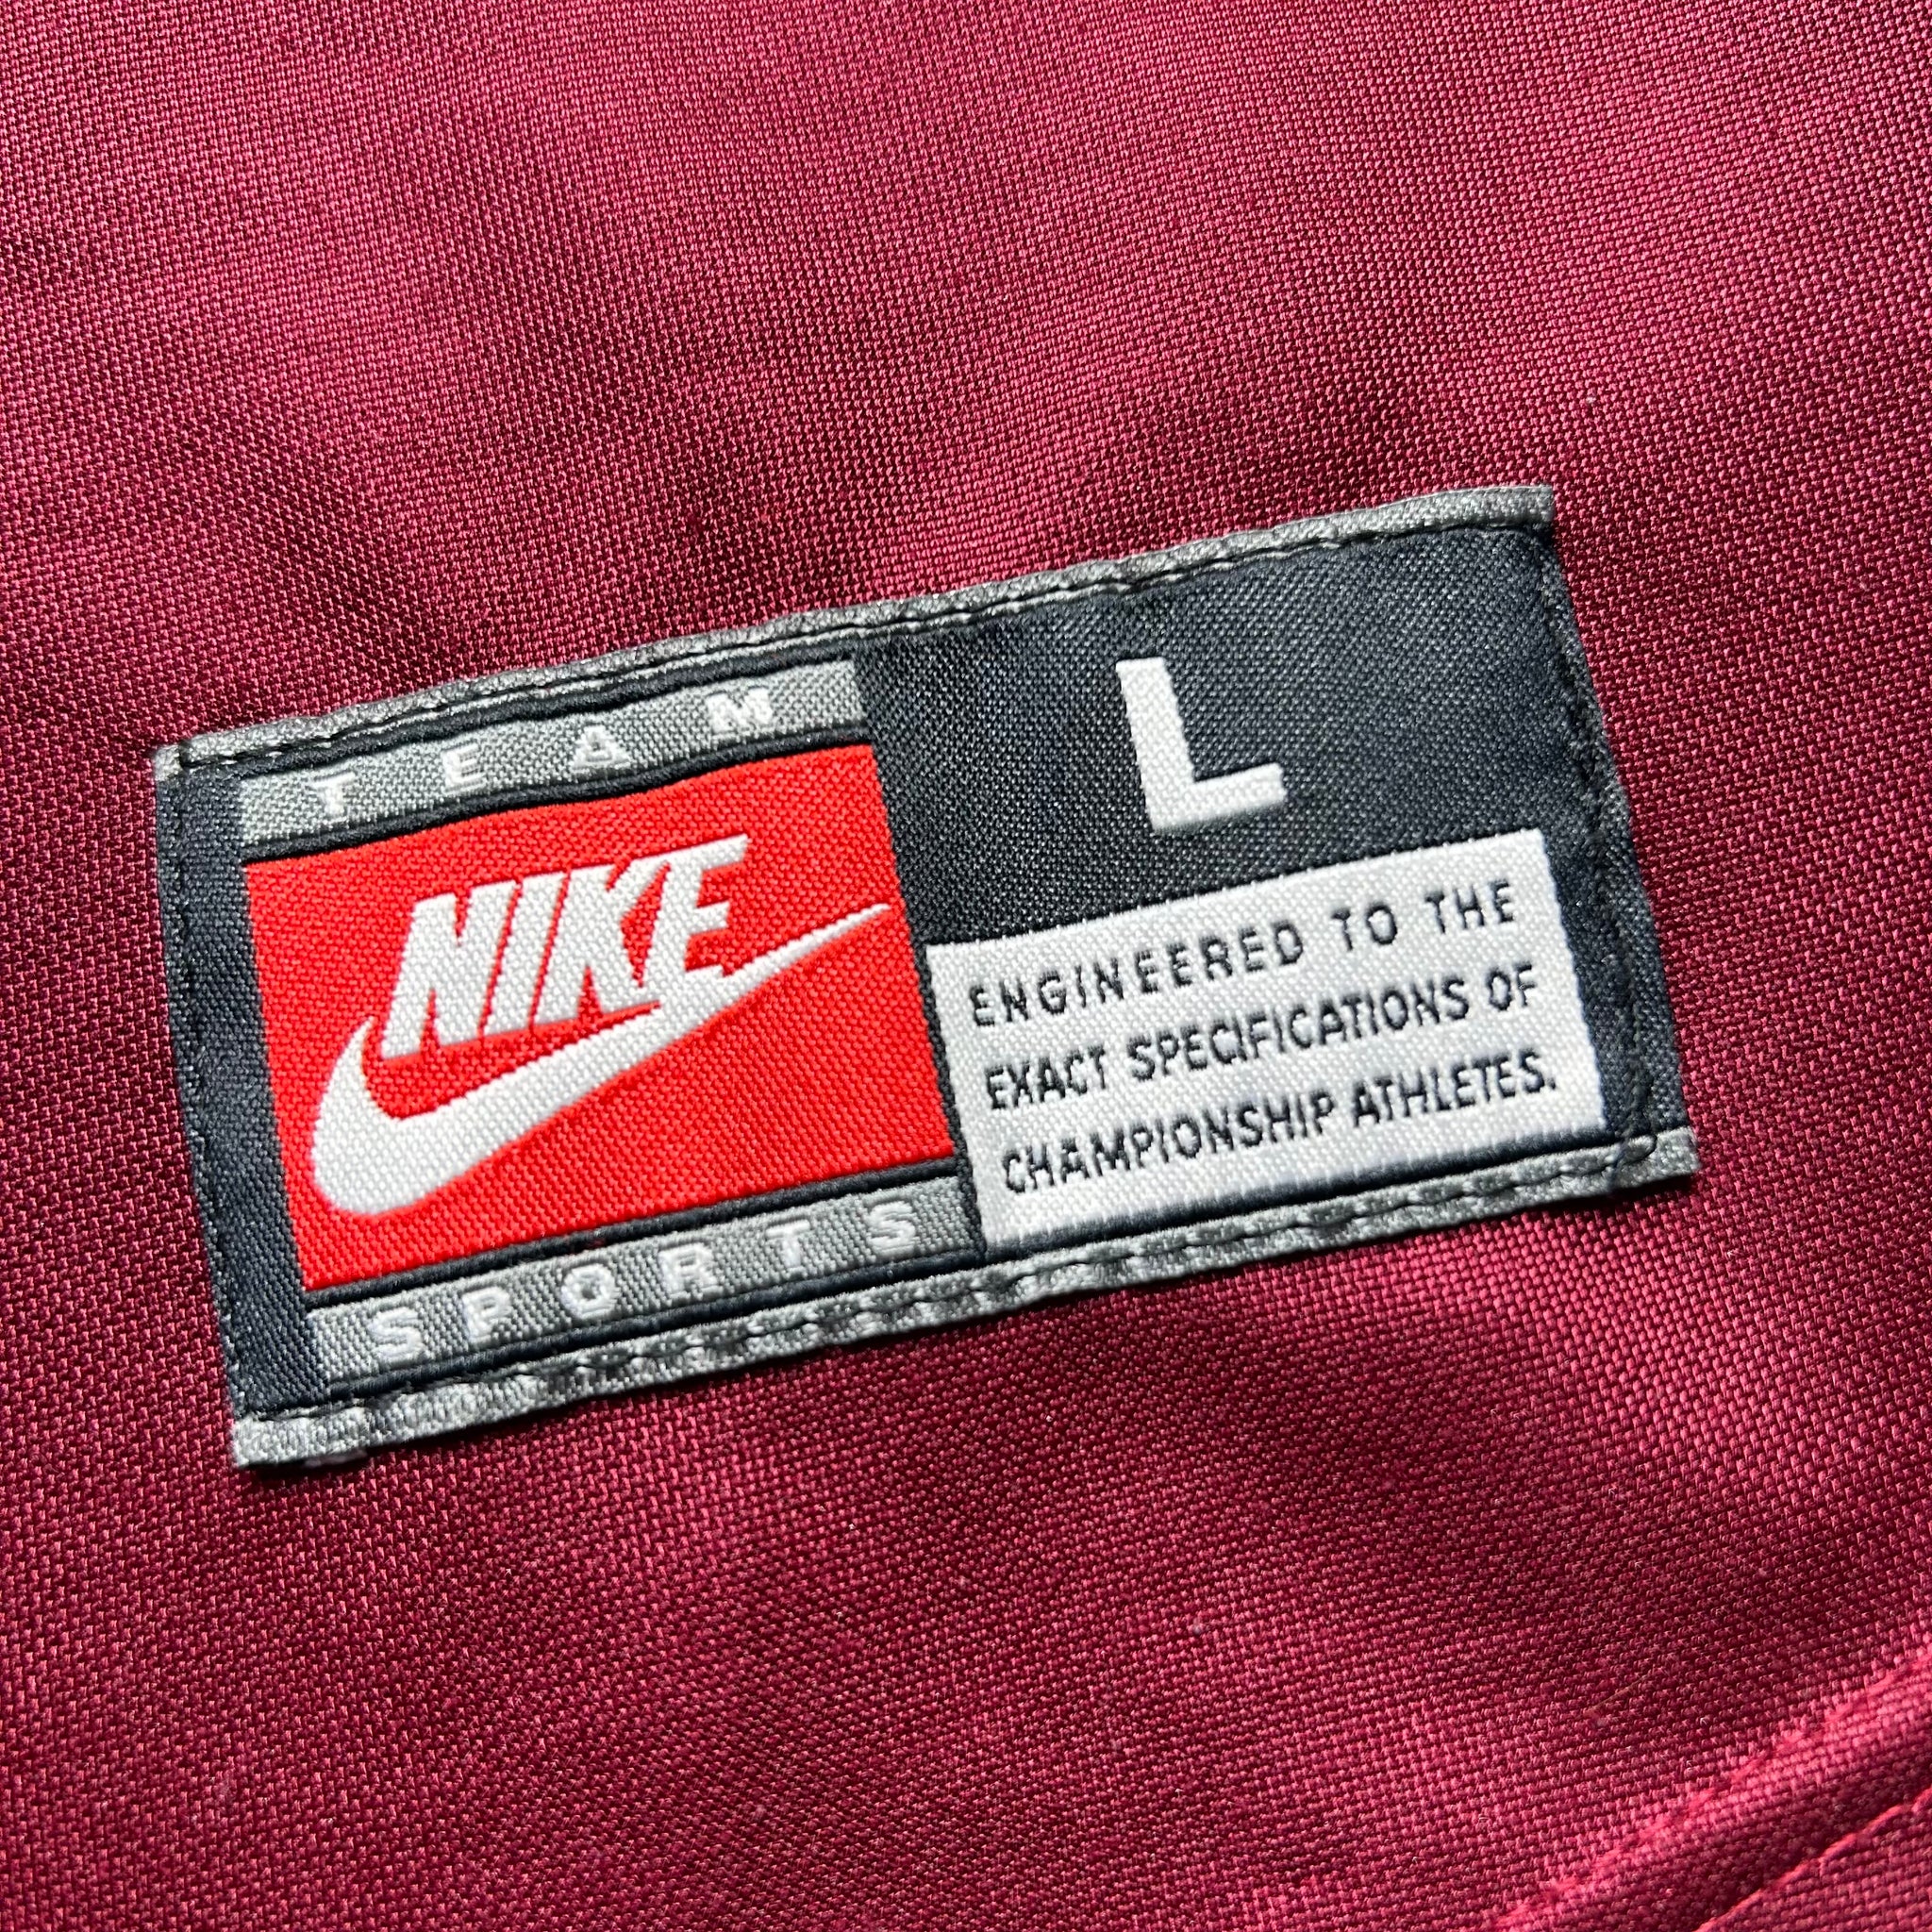 TEAM
NIKE
SPORTS
L
ENGINEERED TO THE
EXACT SPECIFICATIONS OF
CHAMPIONSHIP ATHLETES.